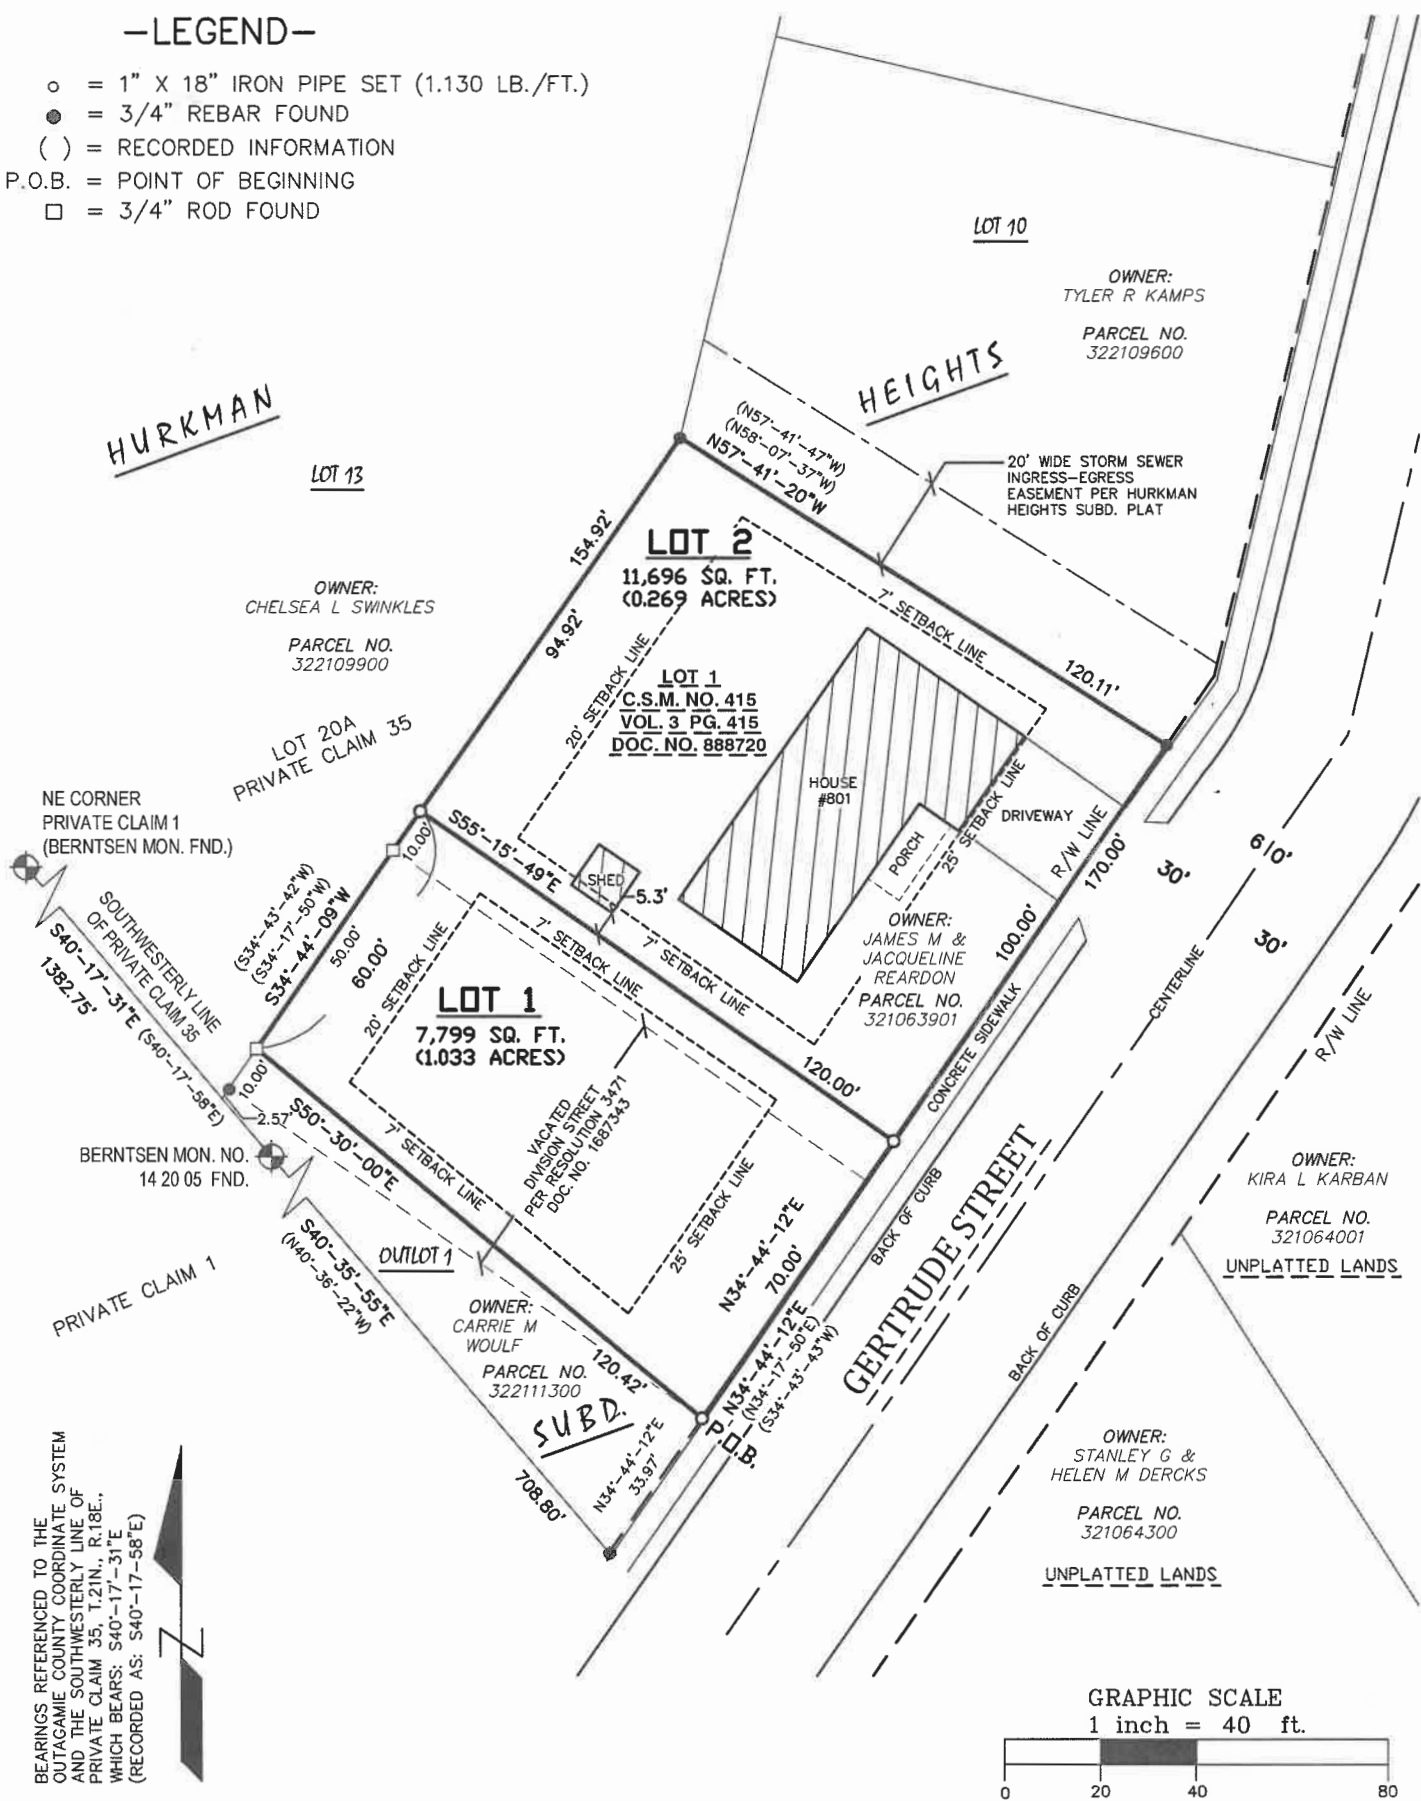 —LEGEND—
○ = 1" X 18" IRON PIPE SET (1.130 LB./FT.)
● = 3/4" REBAR FOUND
( ) = RECORDED INFORMATION
P.O.B. = POINT OF BEGINNING
□ = 3/4" ROD FOUND
LOT 10
OWNER:
TYLER R KAMPS
PARCEL NO.
322109600
HURKMAN
HEIGHTS
LOT 13
(N57°-41'-47"W)
(N58°-07'-37"W)
N57°-41'-20"W
20' WIDE STORM SEWER
INGRESS-EGRESS
EASEMENT PER HURKMAN
HEIGHTS SUBD. PLAT
154.92'
94.92'
LOT 2
11,696 SQ. FT.
(0.269 ACRES)
7' SETBACK LINE
120.11'
OWNER:
CHELSEA L SWINKLES
PARCEL NO.
322109900
20' SETBACK LINE
LOT 1
C.S.M. NO. 415
VOL. 3 PG. 415
DOC. NO. 888720
LOT 20A
PRIVATE CLAIM 35
HOUSE
#801
DRIVEWAY
PORCH
25' SETBACK LINE
R/W LINE
170.00'
100.00'
NE CORNER
PRIVATE CLAIM 1
(BERNTSEN MON. FND.)
10.00'
S55°-15'-49"E
SHED
5.3'
7' SETBACK LINE
7' SETBACK LINE
OWNER:
JAMES M &
JACQUELINE
REARDON
PARCEL NO.
321063901
610'
30'
30'
CENTERLINE
R/W LINE
SOUTHWESTERLY LINE
OF PRIVATE CLAIM 35
S40°-17'-31"E (S40°-17'-58"E)
1382.75'
(S34°-43'-42"W)
(S34°-17'-50"W)
S34°-44'-09"W
50.00'
60.00'
20' SETBACK LINE
LOT 1
7,799 SQ. FT.
(1.033 ACRES)
120.00'
CONCRETE SIDEWALK
10.00'
2.57'
S50°-30'-00"E
7' SETBACK LINE
VACATED
DIVISION STREET
PER RESOLUTION 3471
DOC. NO. 1687343
25' SETBACK LINE
N34°-44'-12"E
70.00'
BACK OF CURB
GERTRUDE STREET
BERNTSEN MON. NO.
14 20 05 FND.
PRIVATE CLAIM 1
S40°-35'-55"E
(N40°-36'-22"W)
OUTLOT 1
OWNER:
CARRIE M
WOULF
PARCEL NO.
322111300
120.42'
SUBD.
N34°-44'-12"E
(N34°-17'-50"E)
(S34°-43'-43"W)
P.O.B.
N34°-44'-12"E
33.97'
708.80'
OWNER:
KIRA L KARBAN
PARCEL NO.
321064001
UNPLATTED LANDS
BACK OF CURB
OWNER:
STANLEY G &
HELEN M DERCKS
PARCEL NO.
321064300
UNPLATTED LANDS
BEARINGS REFERENCED TO THE
OUTAGAMIE COUNTY COORDINATE SYSTEM
AND THE SOUTHWESTERLY LINE OF
PRIVATE CLAIM 35, T.21N., R.18E.,
WHICH BEARS: S40°-17'-31"E
(RECORDED AS: S40°-17-58"E)
N
GRAPHIC SCALE
1 inch = 40 ft.
0 20 40 80